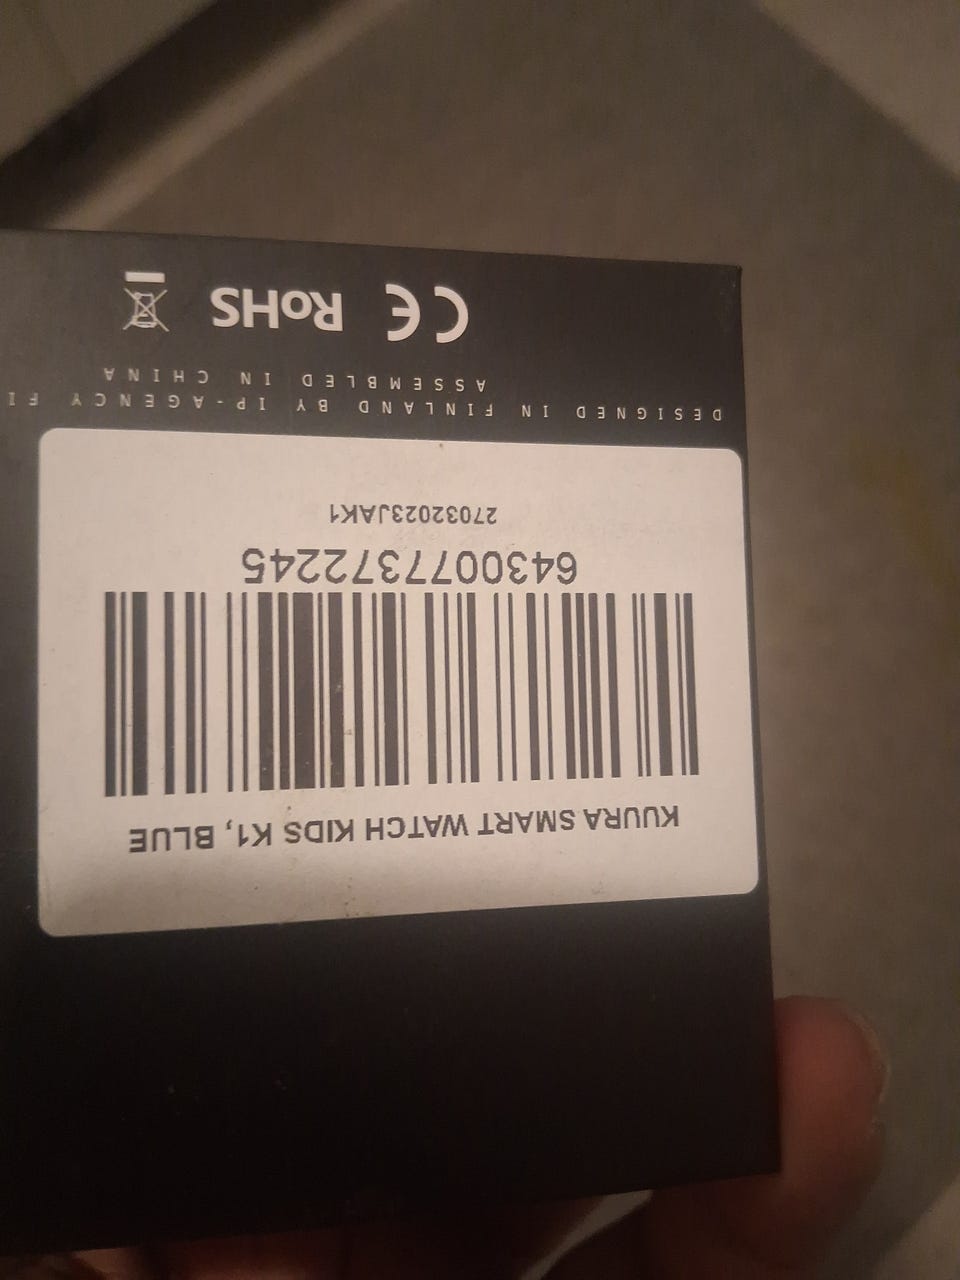 KUURA SMART WATCH KIDS K1, BLUE
6430077372245
27032023JAK1
DESIGNED IN FINLAND BY IP-AGENCY FI
ASSEMBLED IN CHINA
CE RoHS